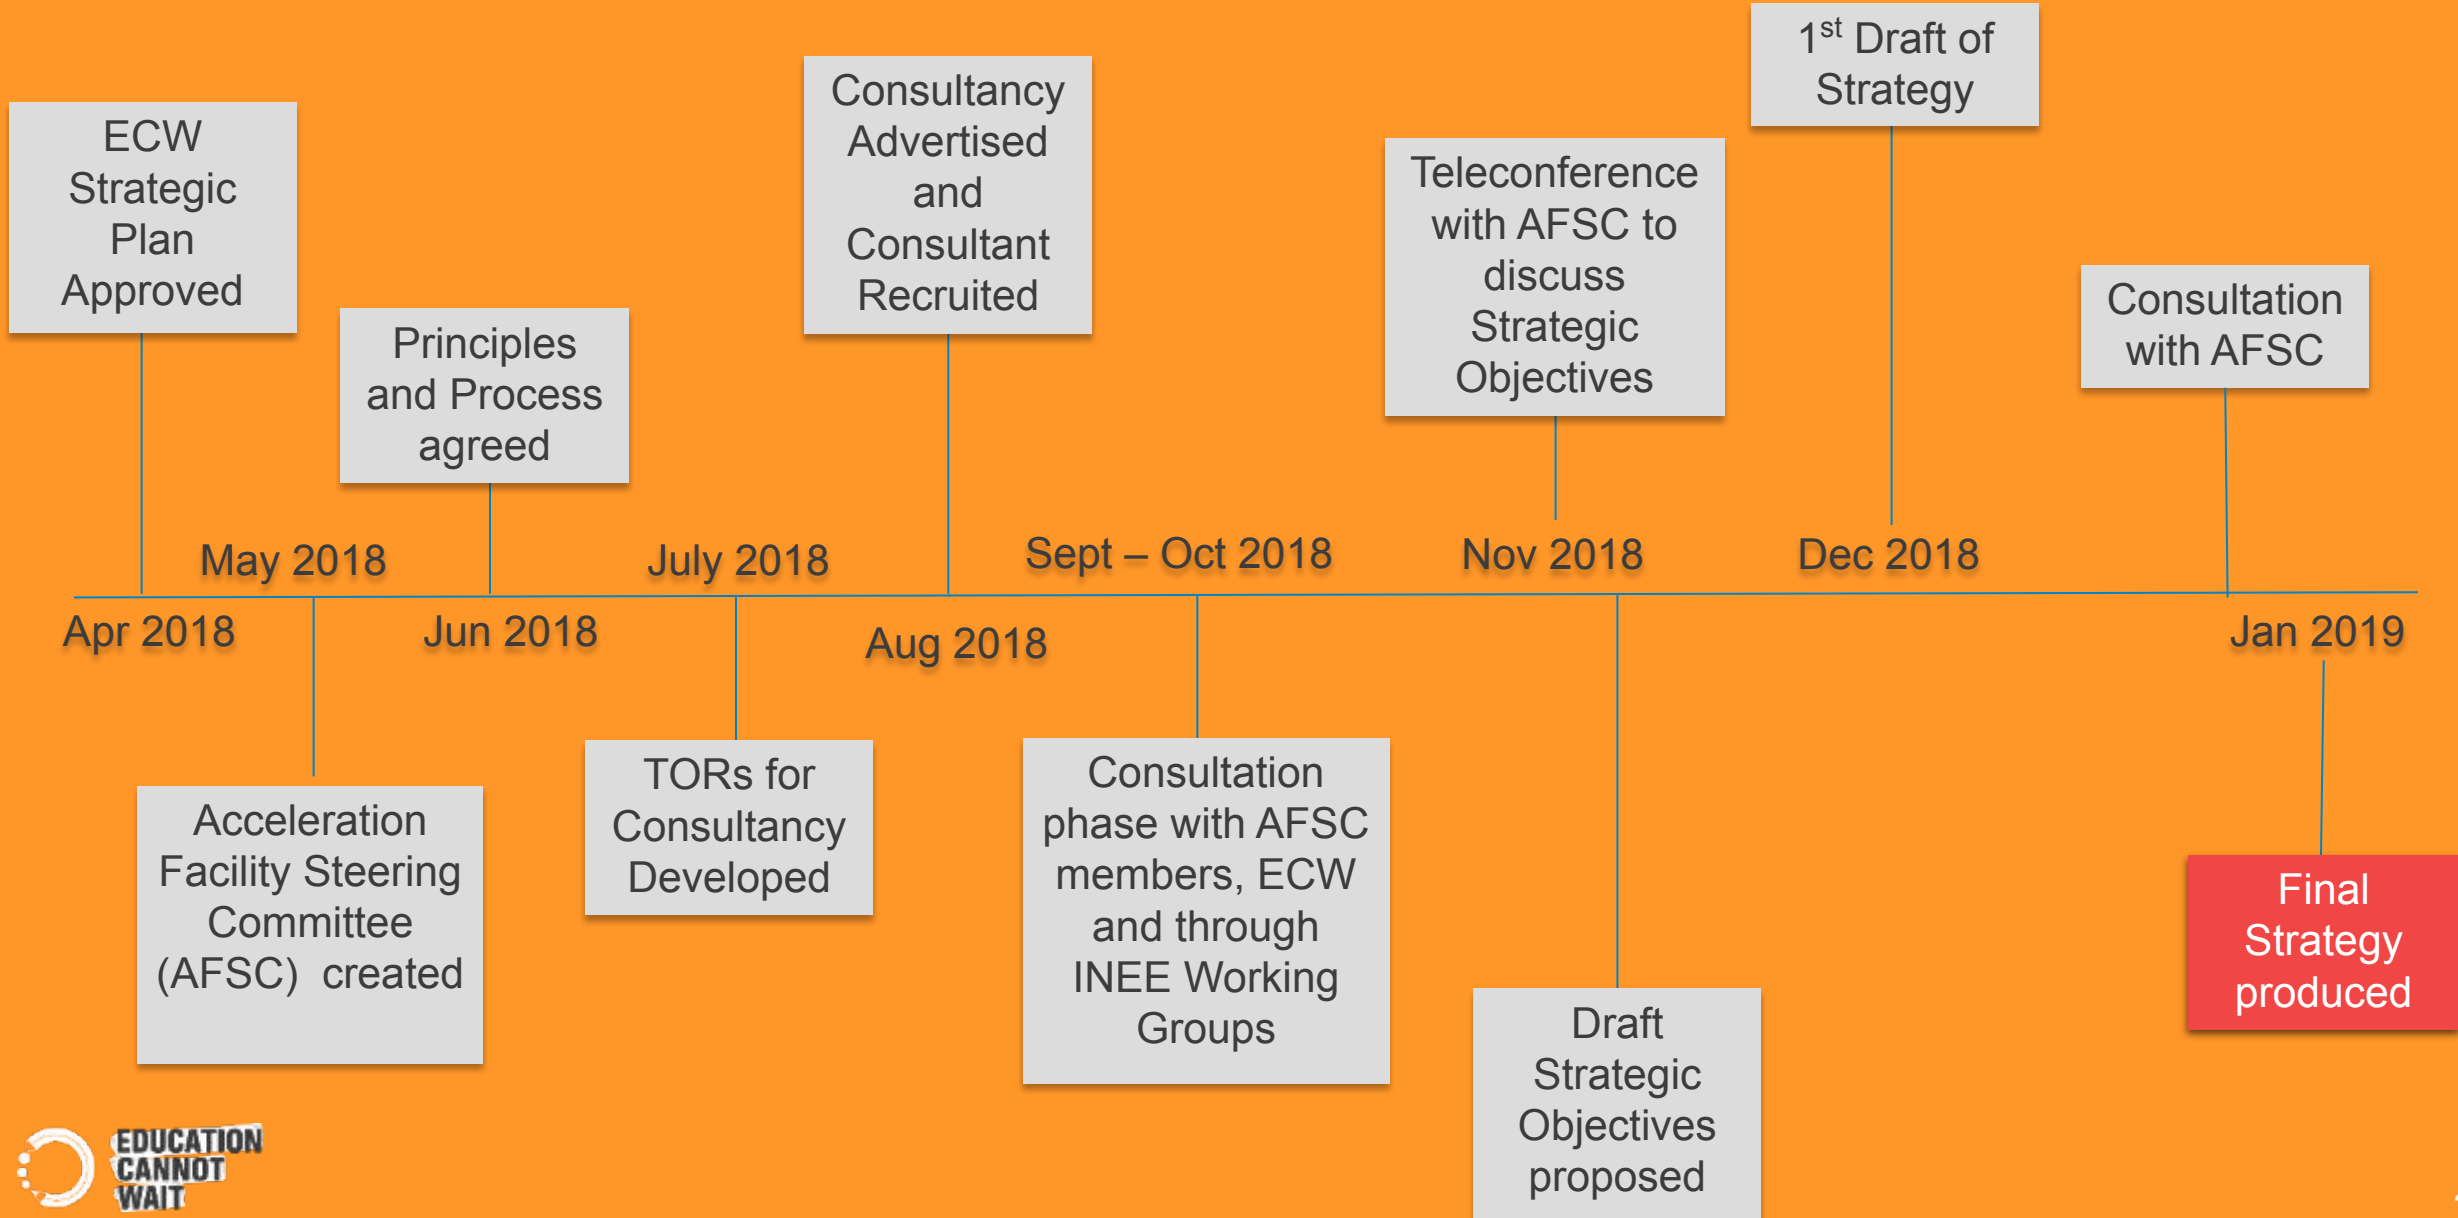 ECW
Strategic
Plan
Approved
Principles
and Process
agreed
Consultancy
Advertised
and
Consultant
Recruited
Teleconference
with AFSC to
discuss
Strategic
Objectives
1st Draft of
Strategy
Consultation
with AFSC
May 2018
July 2018
Sept – Oct 2018
Nov 2018
Dec 2018
Apr 2018
Jun 2018
Aug 2018
Jan 2019
Acceleration
Facility Steering
Committee
(AFSC) created
TORs for
Consultancy
Developed
Consultation
phase with AFSC
members, ECW
and through
INEE Working
Groups
Draft
Strategic
Objectives
proposed
Final
Strategy
produced
EDUCATION
CANNOT
WAIT